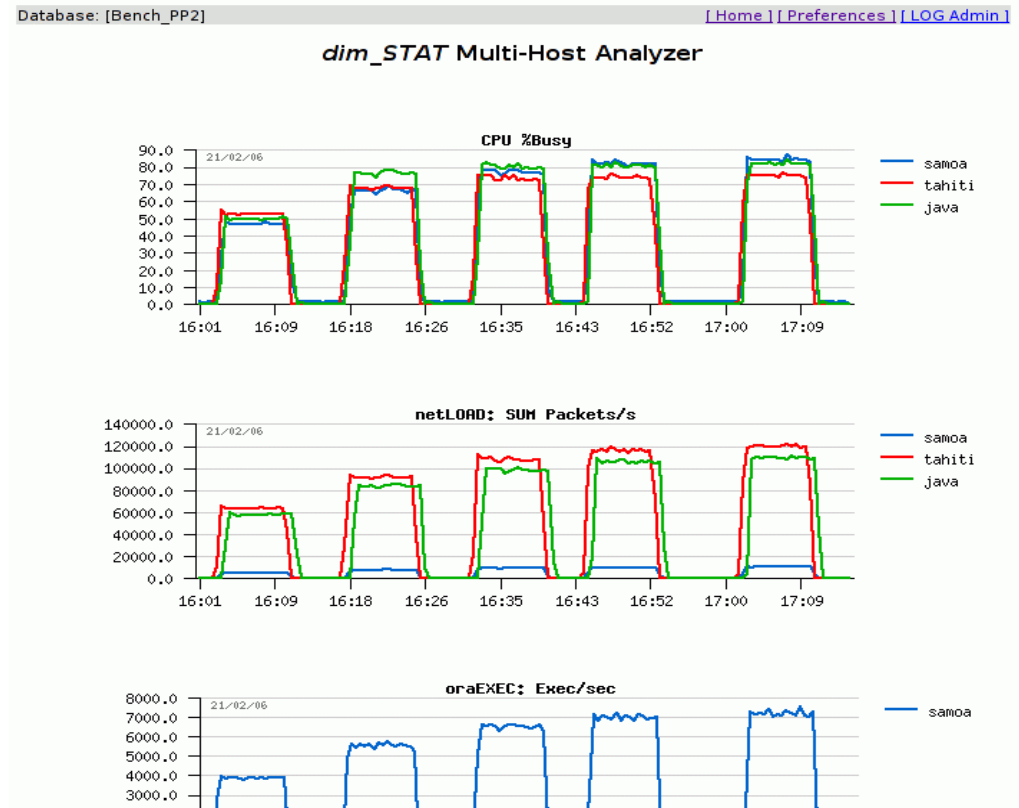 Database: [Bench_PP2] [ Home ] [ Preferences ] [ LOG Admin ]
dim_STAT Multi-Host Analyzer
CPU %Busy
90.0
80.0
70.0
60.0
50.0
40.0
30.0
20.0
10.0
0.0
21/02/06
samoa
tahiti
java
16:01 16:09 16:18 16:26 16:35 16:43 16:52 17:00 17:09
netLOAD: SUM Packets/s
140000.0
120000.0
100000.0
80000.0
60000.0
40000.0
20000.0
0.0
21/02/06
samoa
tahiti
java
16:01 16:09 16:18 16:26 16:35 16:43 16:52 17:00 17:09
oraEXEC: Exec/sec
8000.0
7000.0
6000.0
5000.0
4000.0
3000.0
21/02/06
samoa